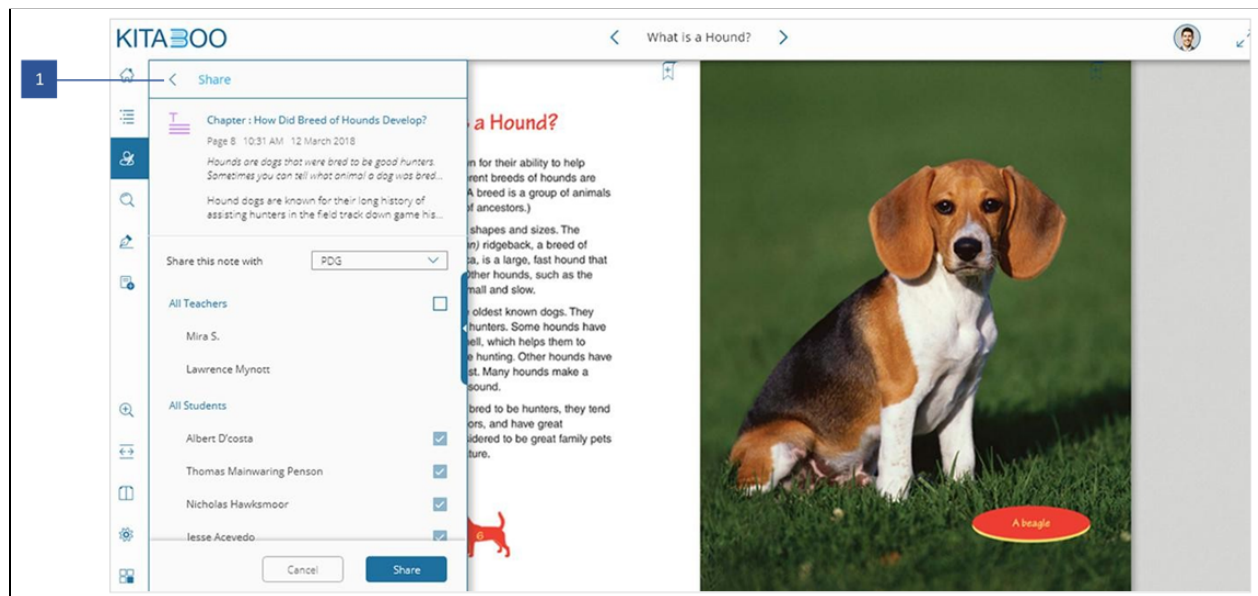 KITABOO
What is a Hound?
1
Share
Chapter : How Did Breed of Hounds Develop?
Page 8 10:31 AM 12 March 2018
Hounds are dogs that were bred to be good hunters.
Sometimes you can tell what animal a dog was bred...
Hound dogs are known for their long history of
assisting hunters in the field track down game his...
Share this note with PDG
All Teachers
Mira S.
Lawrence Mynott
All Students
Albert D'costa
Thomas Mainwaring Penson
Nicholas Hawksmoor
Jesse Acevedo
Cancel Share
a Hound?
n for their ability to help
erent breeds of hounds are
A breed is a group of animals
of ancestors.)
shapes and sizes. The
n) ridgeback, a breed of
ca, is a large, fast hound that
Other hounds, such as the
mall and slow.
oldest known dogs. They
hunters. Some hounds have
ell, which helps them to
e hunting. Other hounds have
st. Many hounds make a
sound.
bred to be hunters, they tend
ors, and have great
sidered to be great family pets
ture.
6
A beagle